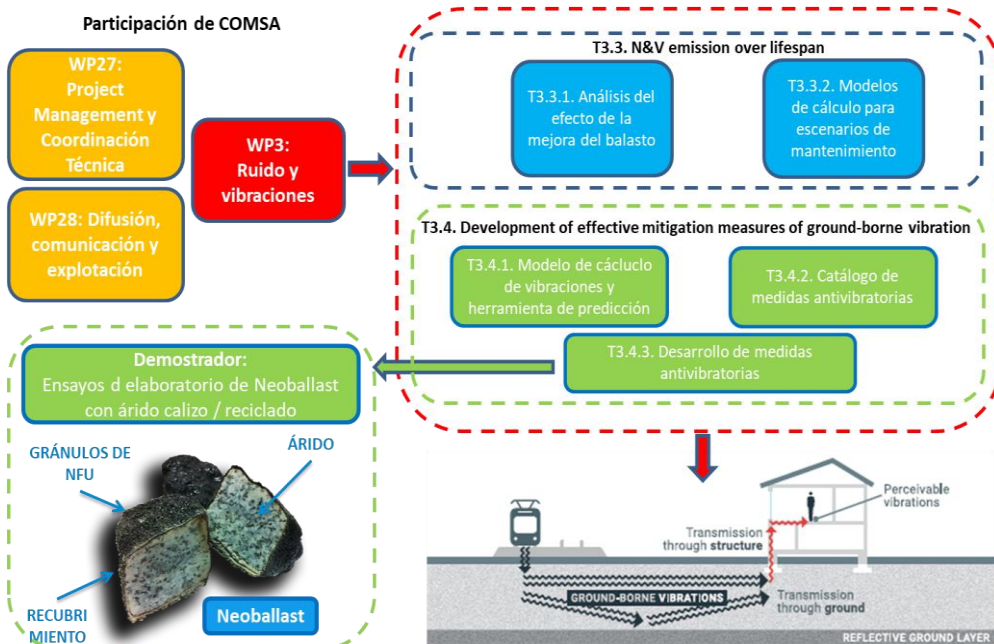 Participación de COMSA
WP27:
Project
Management y
Coordinación
Técnica
WP28: Difusión,
comunicación y
explotación
WP3:
Ruido y
vibraciones
T3.3. N&V emission over lifespan
T3.3.1. Análisis del
efecto de la
mejora del balasto
T3.3.2. Modelos
de cálculo para
escenarios de
mantenimiento
T3.4. Development of effective mitigation measures of ground-borne vibration
T3.4.1. Modelo de cácluclo
de vibraciones y
herramienta de predicción
T3.4.2. Catálogo de
medidas antivibratorias
T3.4.3. Desarrollo de medidas
antivibratorias
Demostrador:
Ensayos d elaboratorio de Neoballast
con árido calizo / reciclado
GRÁNULOS DE
NFU
ÁRIDO
RECUBRI
MIENTO
Neoballast
Perceivable
vibrations
Transmission
through structure
GROUND-BORNE VIBRATIONS
Transmission
through ground
REFLECTIVE GROUND LAYER